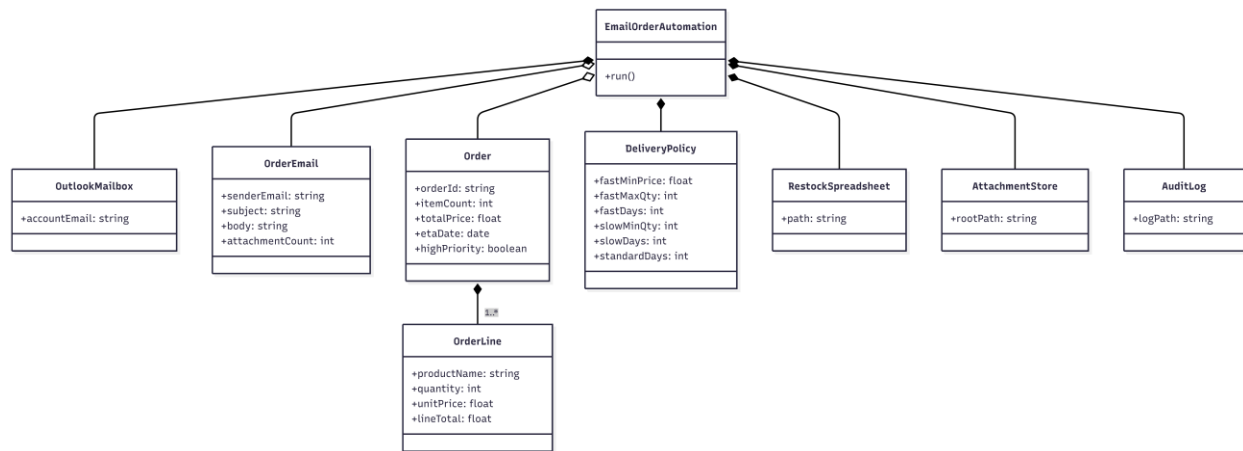 EmailOrderAutomation
+run()
OutlookMailbox
+accountEmail: string
OrderEmail
+senderEmail: string
+subject: string
+body: string
+attachmentCount: int
Order
+orderId: string
+itemCount: int
+totalPrice: float
+etaDate: date
+highPriority: boolean
DeliveryPolicy
+fastMinPrice: float
+fastMaxQty: int
+fastDays: int
+slowMinQty: int
+slowDays: int
+standardDays: int
RestockSpreadsheet
+path: string
AttachmentStore
+rootPath: string
AuditLog
+logPath: string
1..*
OrderLine
+productName: string
+quantity: int
+unitPrice: float
+lineTotal: float